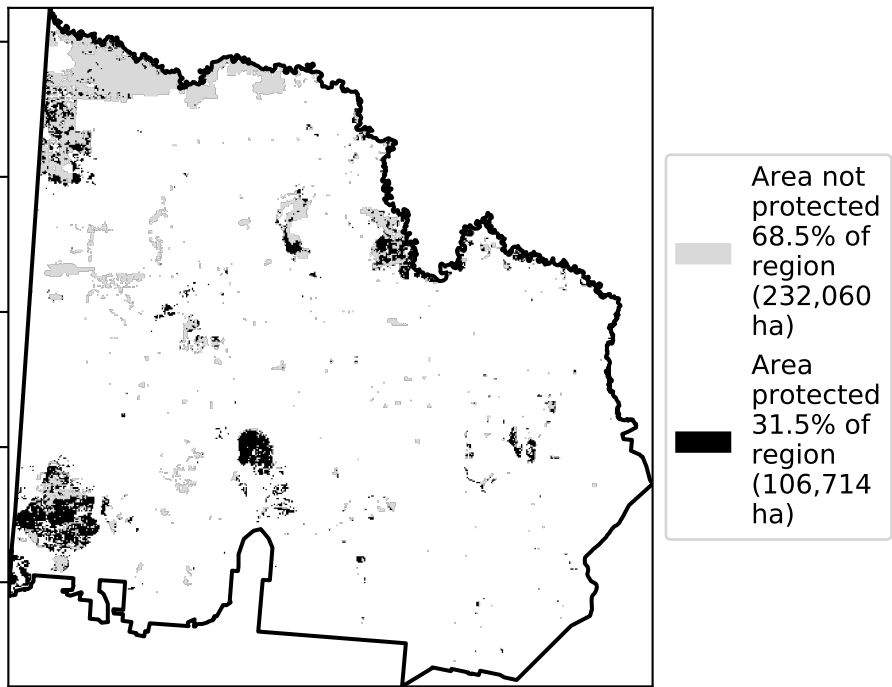 Area not
protected
68.5% of
region
(232,060
ha)
Area
protected
31.5% of
region
(106,714
ha)